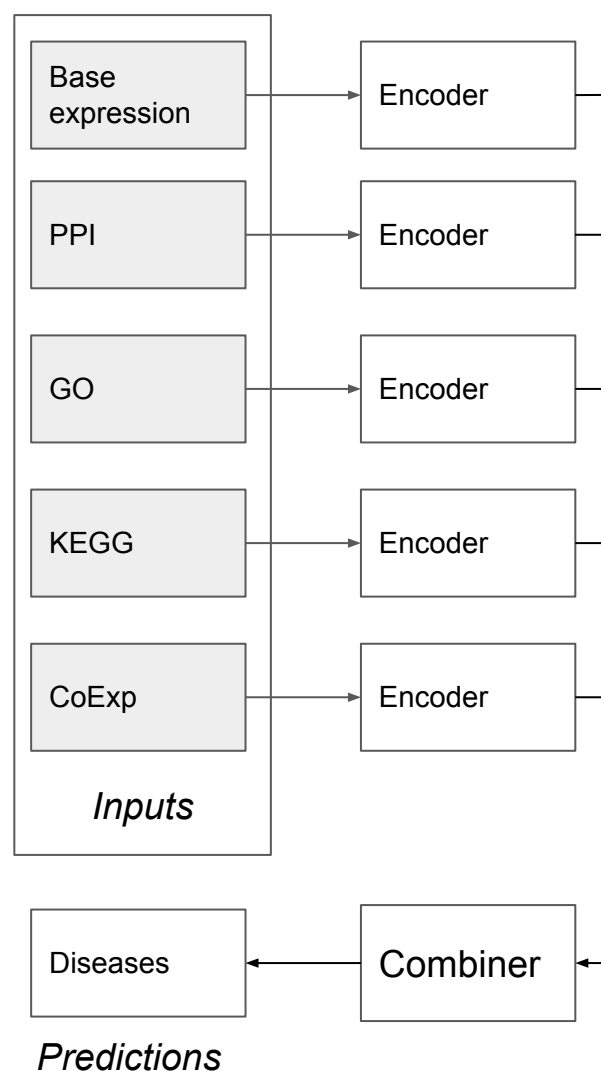 Base
expression
Encoder
PPI
Encoder
GO
Encoder
KEGG
Encoder
CoExp
Encoder
Inputs
Diseases
Combiner
Predictions